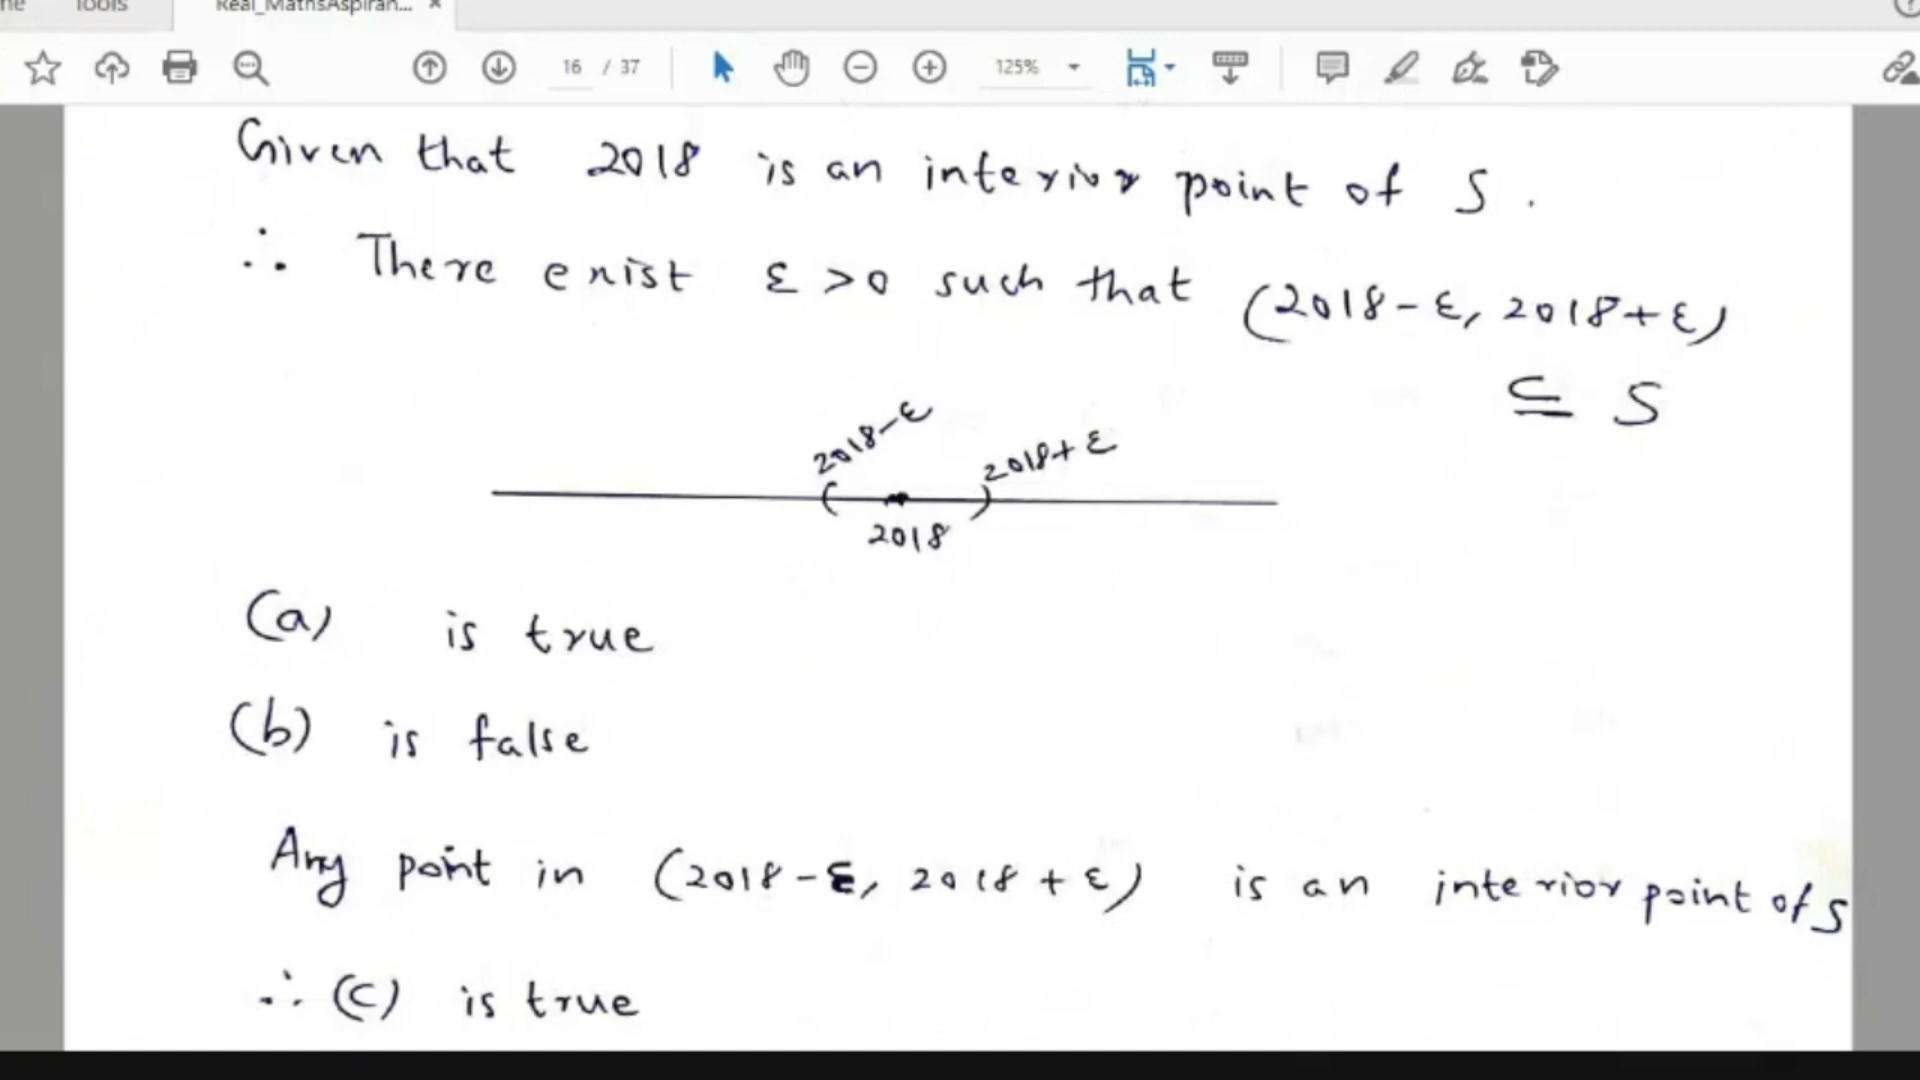 Tools
Real_MathsAspiran... ×
16 / 37
125%
Given that 2018 is an interior point of S.
∴ There exist ε >0 such that (2018-ε, 2018+ε)
⊆ S
2018-ε
2018+ε
( )
2018
(a) is true
(b) is false
Any point in (2018-ε, 2018+ε) is an interior point of S
∴ (c) is true